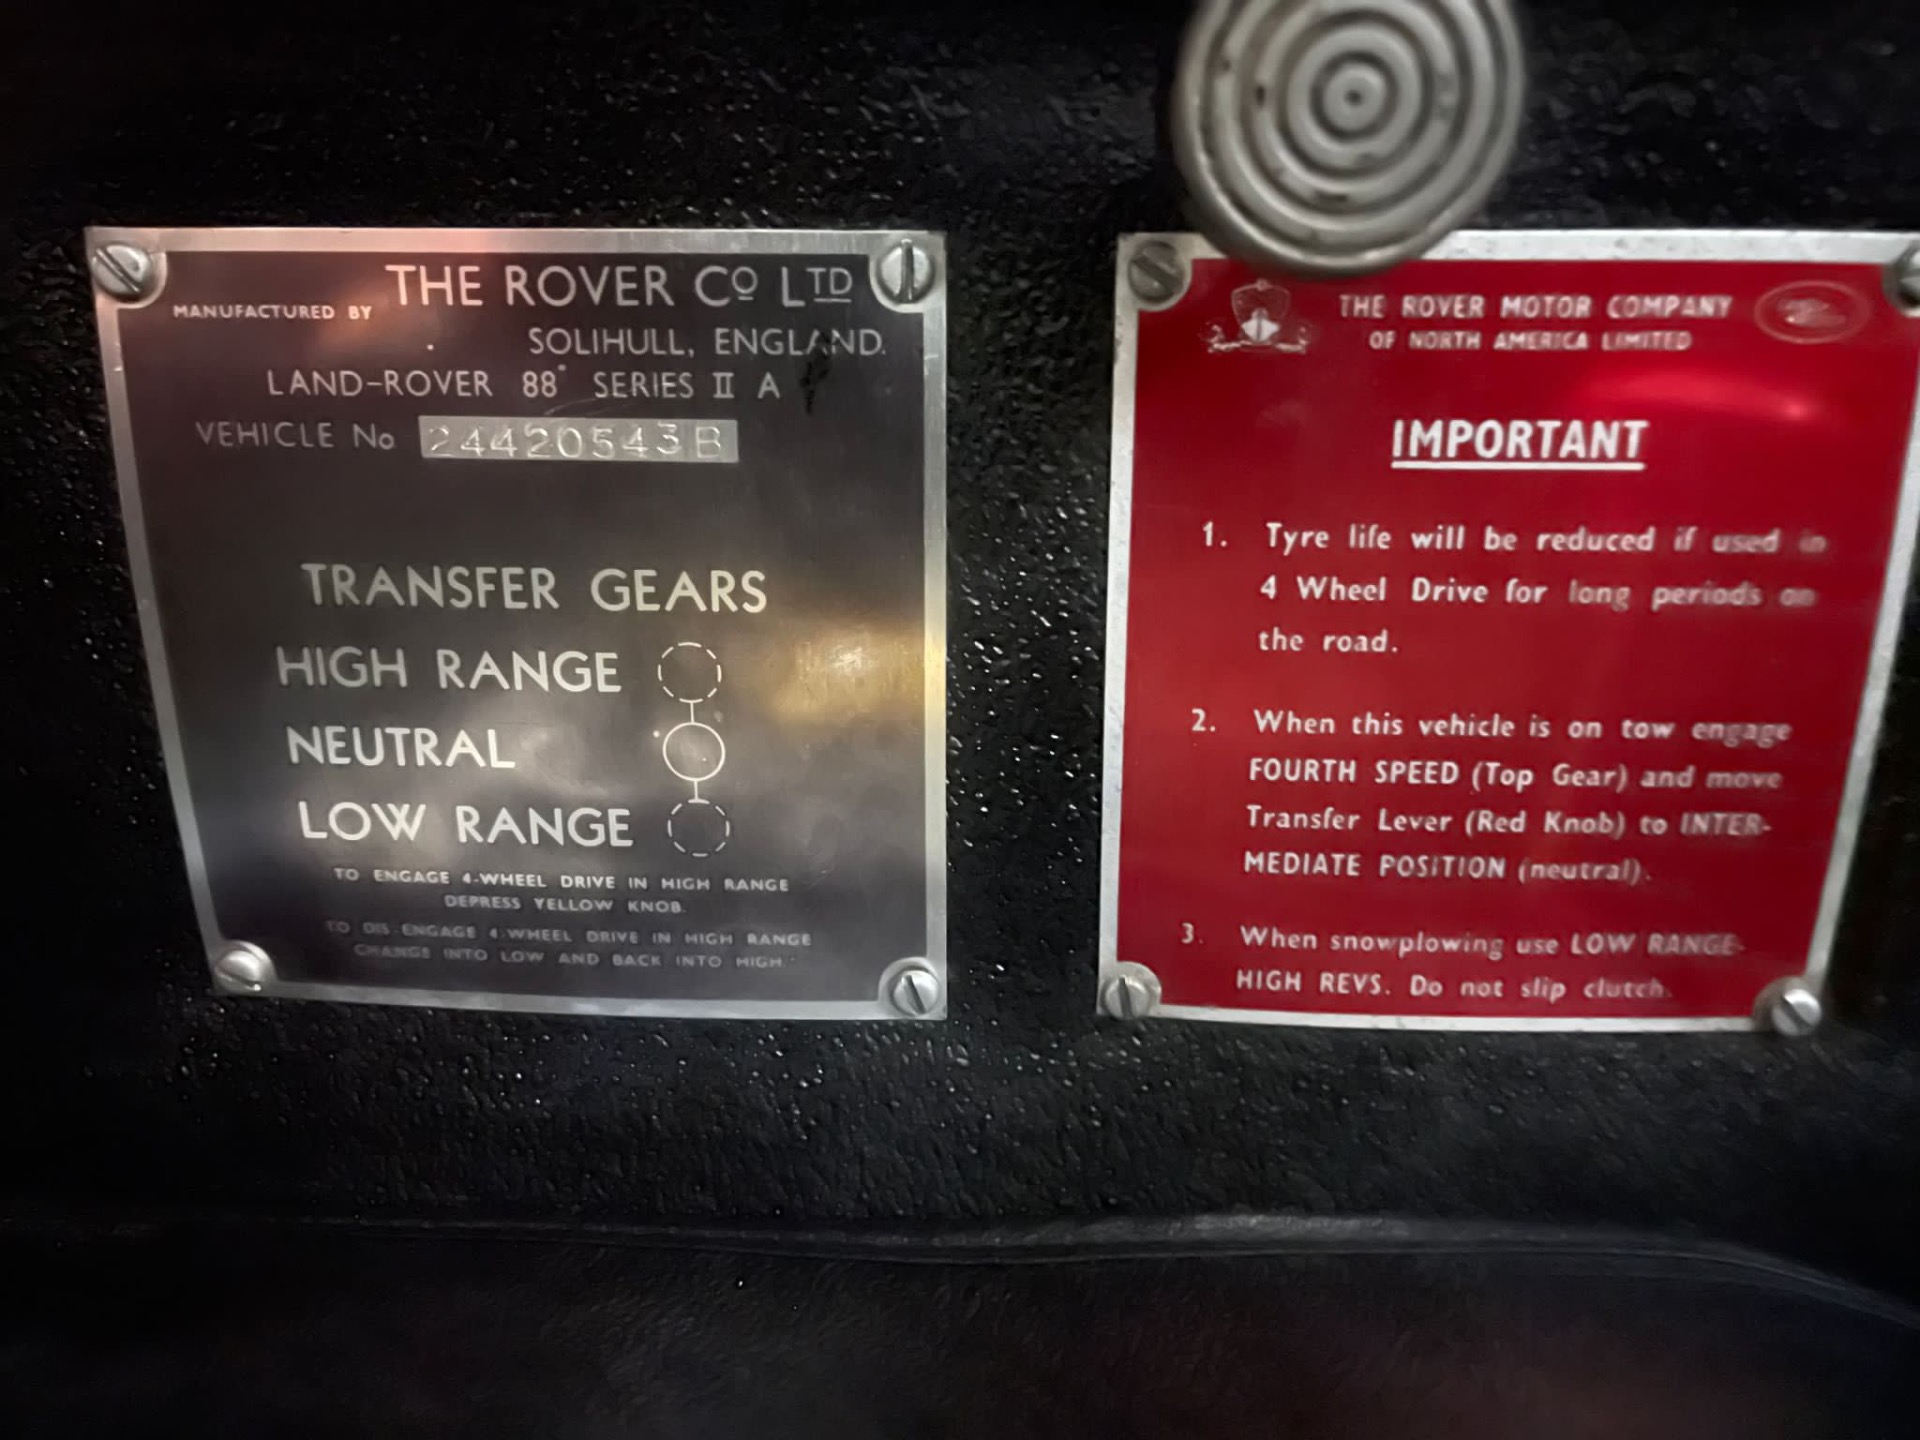 MANUFACTURED BY THE ROVER Co LTD
SOLIHULL, ENGLAND.
LAND-ROVER 88" SERIES II A
VEHICLE No 24420543B
TRANSFER GEARS
HIGH RANGE
NEUTRAL
LOW RANGE
TO ENGAGE 4-WHEEL DRIVE IN HIGH RANGE
DEPRESS YELLOW KNOB.
TO DIS-ENGAGE 4-WHEEL DRIVE IN HIGH RANGE
CHANGE INTO LOW AND BACK INTO HIGH.
THE ROVER MOTOR COMPANY
OF NORTH AMERICA LIMITED
IMPORTANT
1. Tyre life will be reduced if used in
4 Wheel Drive for long periods on
the road.
2. When this vehicle is on tow engage
FOURTH SPEED (Top Gear) and move
Transfer Lever (Red Knob) to INTER-
MEDIATE POSITION (neutral).
3. When snowplowing use LOW RANGE-
HIGH REVS. Do not slip clutch.